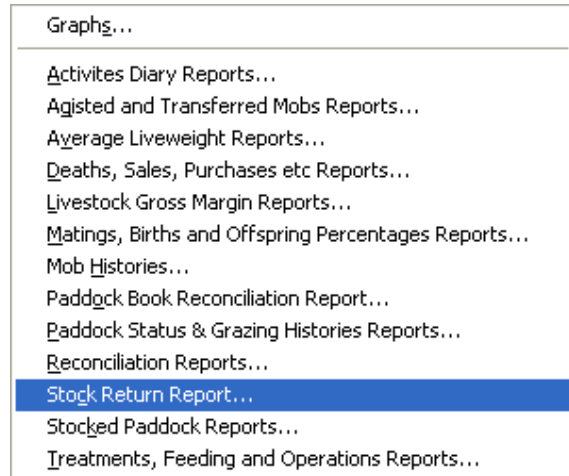 Graphs...
Activites Diary Reports...
Agisted and Transferred Mobs Reports...
Average Liveweight Reports...
Deaths, Sales, Purchases etc Reports...
Livestock Gross Margin Reports...
Matings, Births and Offspring Percentages Reports...
Mob Histories...
Paddock Book Reconciliation Report...
Paddock Status & Grazing Histories Reports...
Reconciliation Reports...
Stock Return Report...
Stocked Paddock Reports...
Treatments, Feeding and Operations Reports...